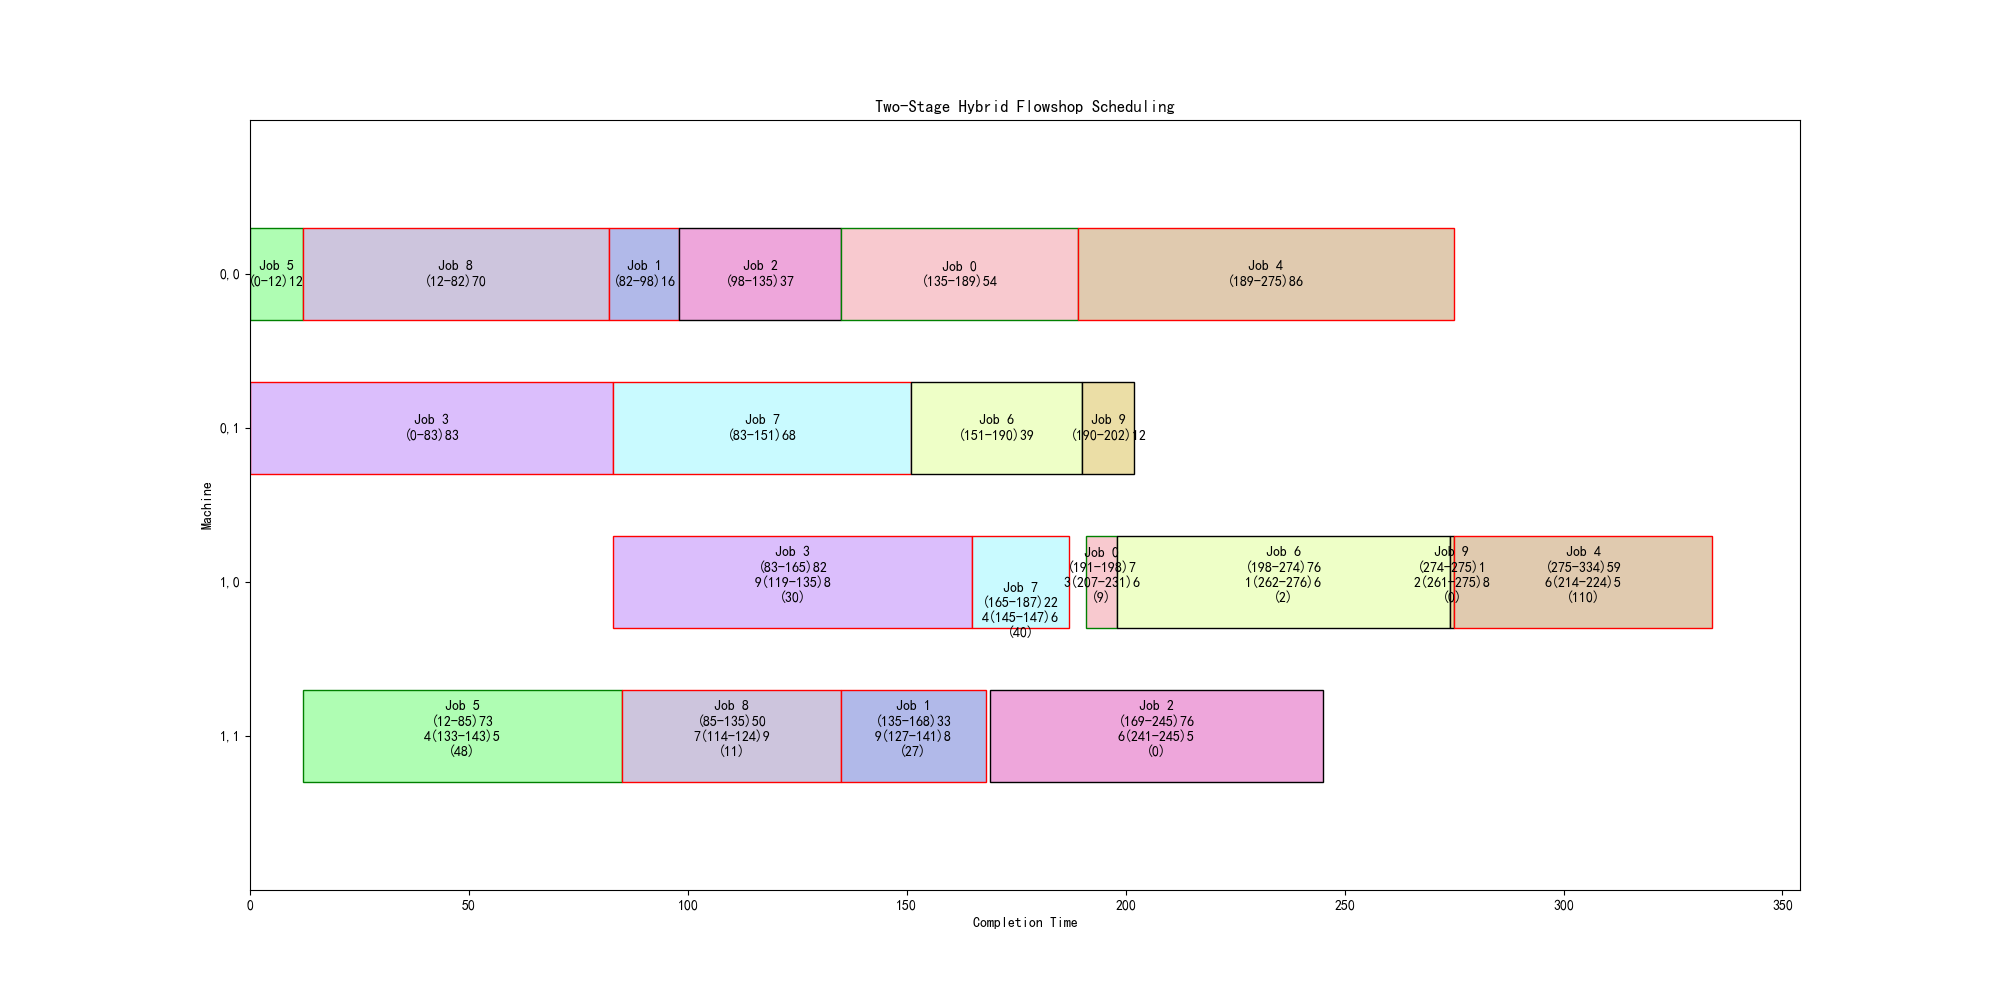 Two-Stage Hybrid Flowshop Scheduling
0,0
Job 5
(0-12)12
Job 8
(12-82)70
Job 1
(82-98)16
Job 2
(98-135)37
Job 0
(135-189)54
Job 4
(189-275)86
0,1
Job 3
(0-83)83
Job 7
(83-151)68
Job 6
(151-190)39
Job 9
(190-202)12
Machine
1,0
Job 3
(83-165)82
9(119-135)8
(30)
Job 7
(165-187)22
4(145-147)6
(40)
Job 0
(191-198)7
3(207-231)6
(9)
Job 6
(198-274)76
1(262-276)6
(2)
Job 9
(274-275)1
2(261-275)8
(0)
Job 4
(275-334)59
6(214-224)5
(110)
1,1
Job 5
(12-85)73
4(133-143)5
(48)
Job 8
(85-135)50
7(114-124)9
(11)
Job 1
(135-168)33
9(127-141)8
(27)
Job 2
(169-245)76
6(241-245)5
(0)
0 50 100 150 200 250 300 350
Completion Time